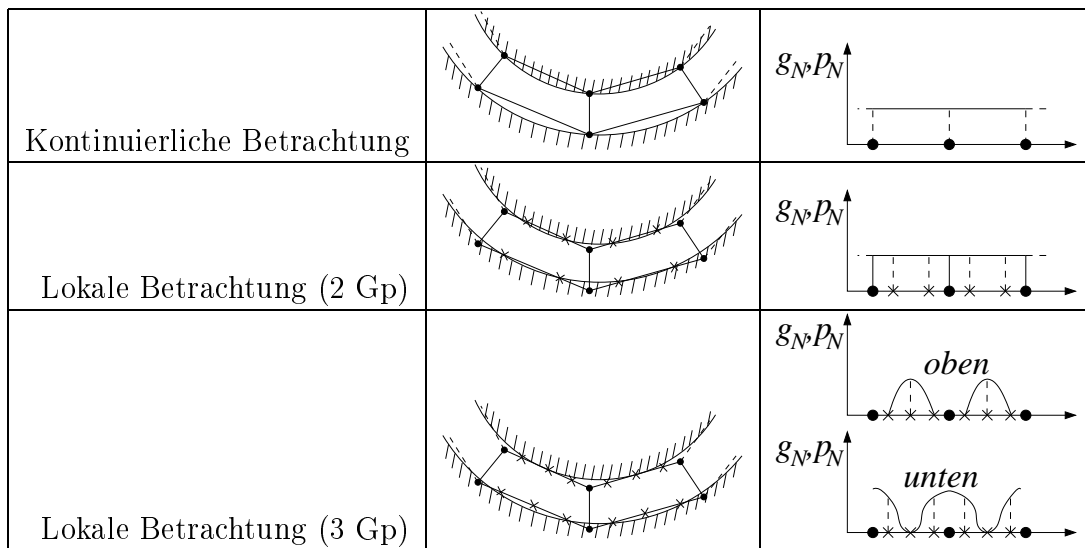 Kontinuierliche Betrachtung
g_N,p_N
Lokale Betrachtung (2 Gp)
g_N,p_N
Lokale Betrachtung (3 Gp)
g_N,p_N
oben
g_N,p_N
unten